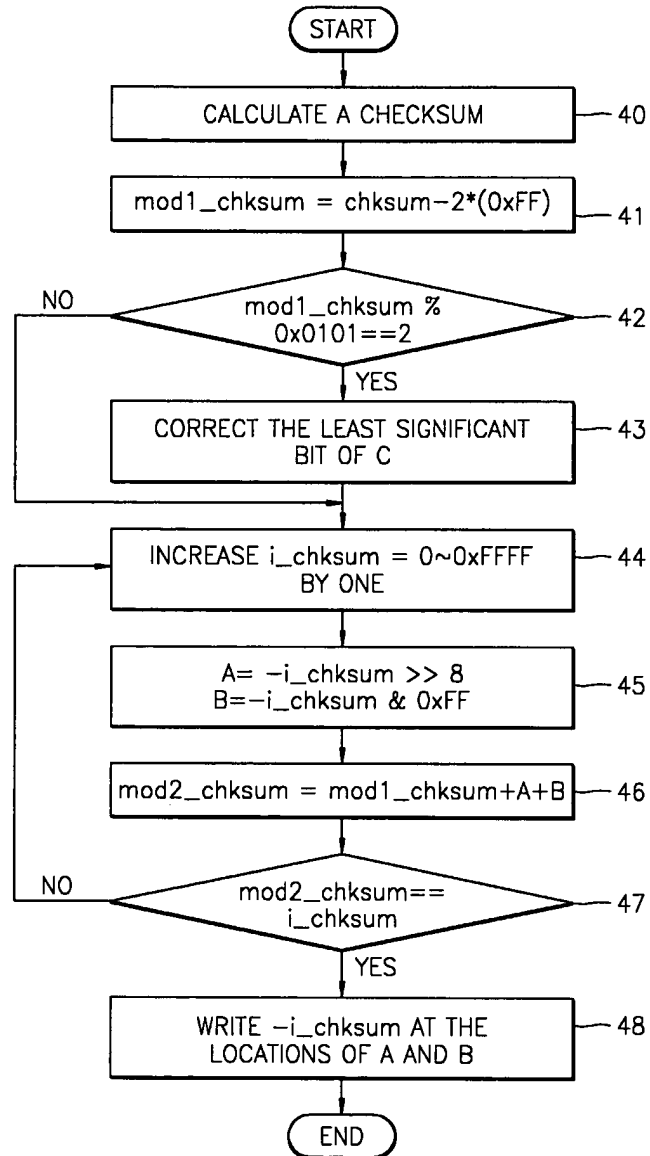 START
CALCULATE A CHECKSUM
40
mod1_chksum = chksum-2*(0xFF)
41
NO
mod1_chksum %
0x0101==2
42
YES
CORRECT THE LEAST SIGNIFICANT
BIT OF C
43
INCREASE i_chksum = 0~0xFFFF
BY ONE
44
A= -i_chksum >> 8
B=-i_chksum & 0xFF
45
mod2_chksum = mod1_chksum+A+B
46
NO
mod2_chksum==
i_chksum
47
YES
WRITE -i_chksum AT THE
LOCATIONS OF A AND B
48
END